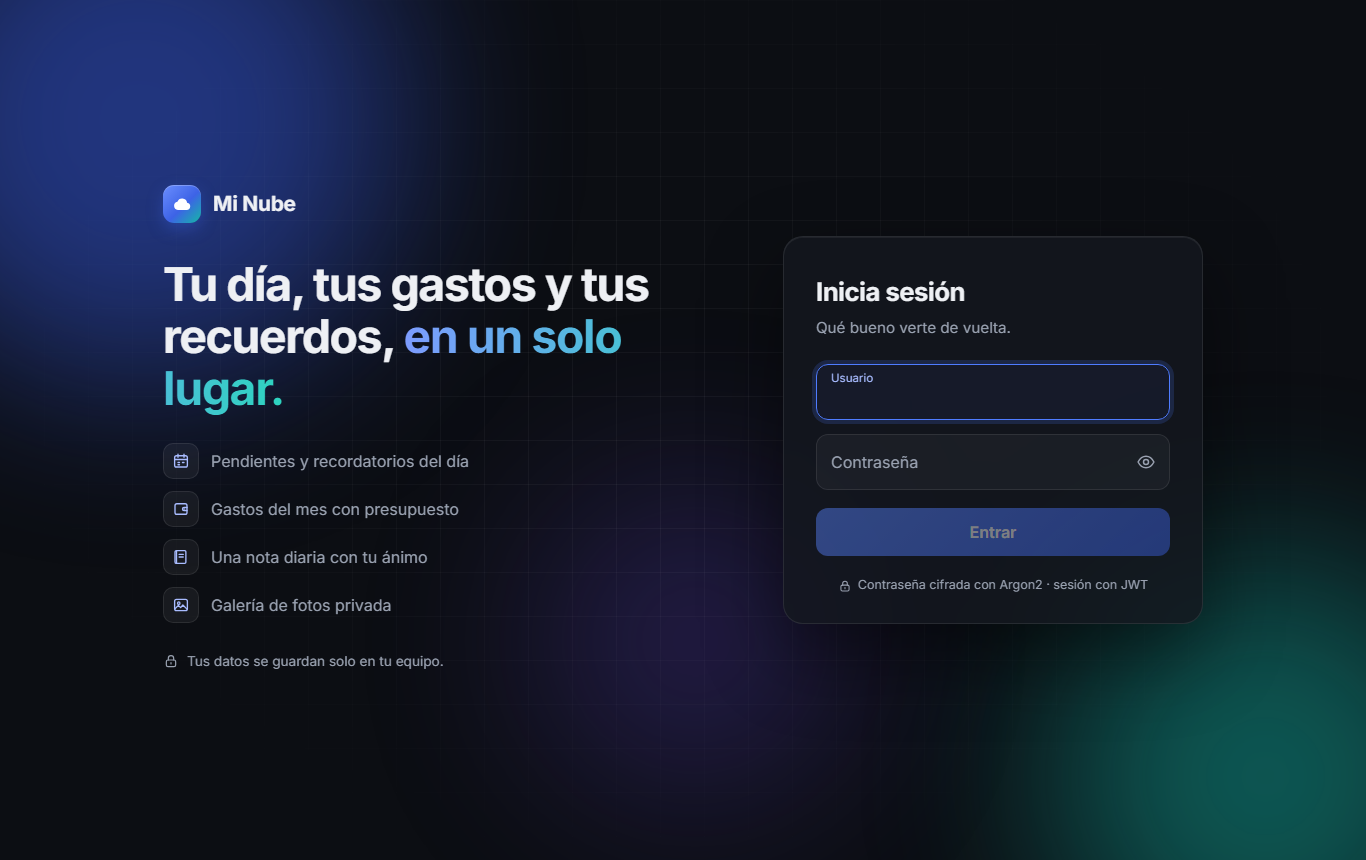 Mi Nube
Tu día, tus gastos y tus
recuerdos, en un solo
lugar.
Pendientes y recordatorios del día
Gastos del mes con presupuesto
Una nota diaria con tu ánimo
Galería de fotos privada
Tus datos se guardan solo en tu equipo.
Inicia sesión
Qué bueno verte de vuelta.
Usuario
Contraseña
Entrar
Contraseña cifrada con Argon2 · sesión con JWT